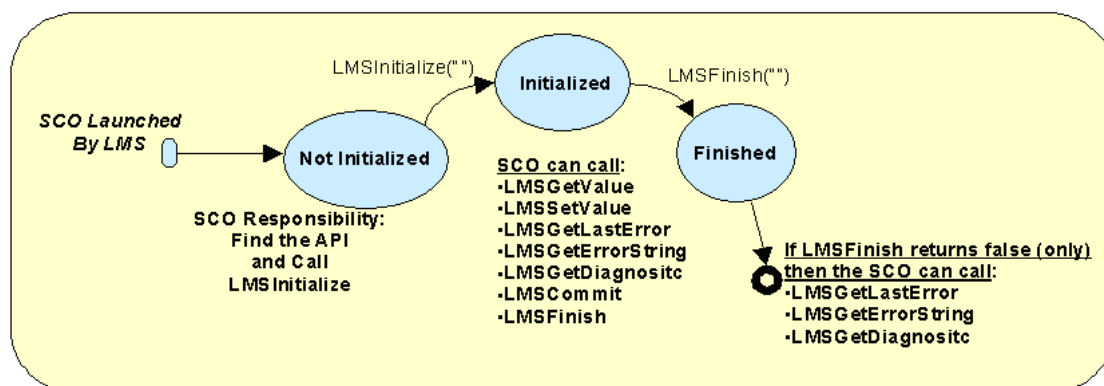 LMSInitialize("")
Initialized
LMSFinish("")
SCO Launched
By LMS
Not Initialized
Finished
SCO Responsibility:
Find the API
and Call
LMSInitialize
SCO can call:
-LMSGetValue
-LMSSetValue
-LMSGetLastError
-LMSGetErrorString
-LMSGetDiagnositc
-LMSCommit
-LMSFinish
If LMSFinish returns false (only)
then the SCO can call:
-LMSGetLastError
-LMSGetErrorString
-LMSGetDiagnositc